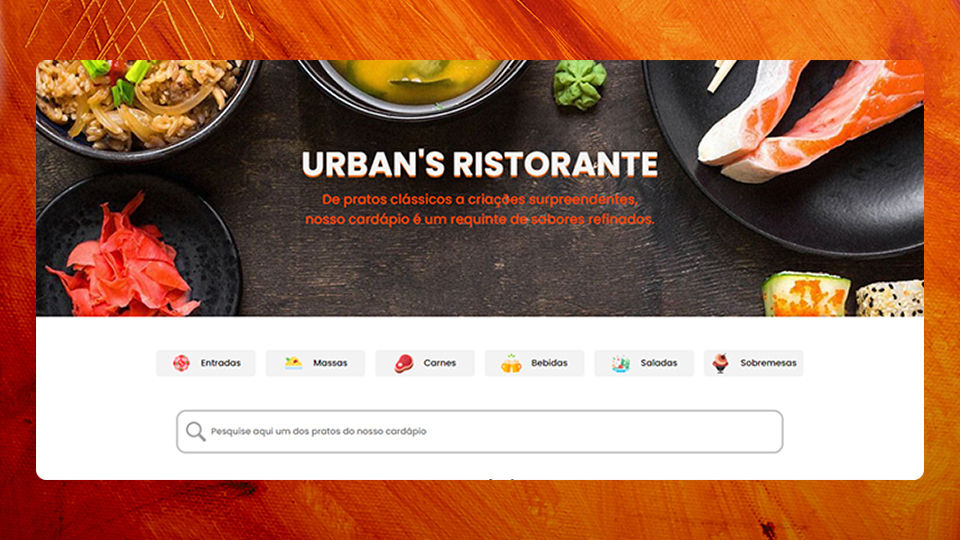 URBAN'S RISTORANTE
De pratos clássicos a criações surpreendentes,
nosso cardápio é um requinte de sabores refinados.
Entradas
Massas
Carnes
Bebidas
Saladas
Sobremesas
Pesquise aqui um dos pratos do nosso cardápio